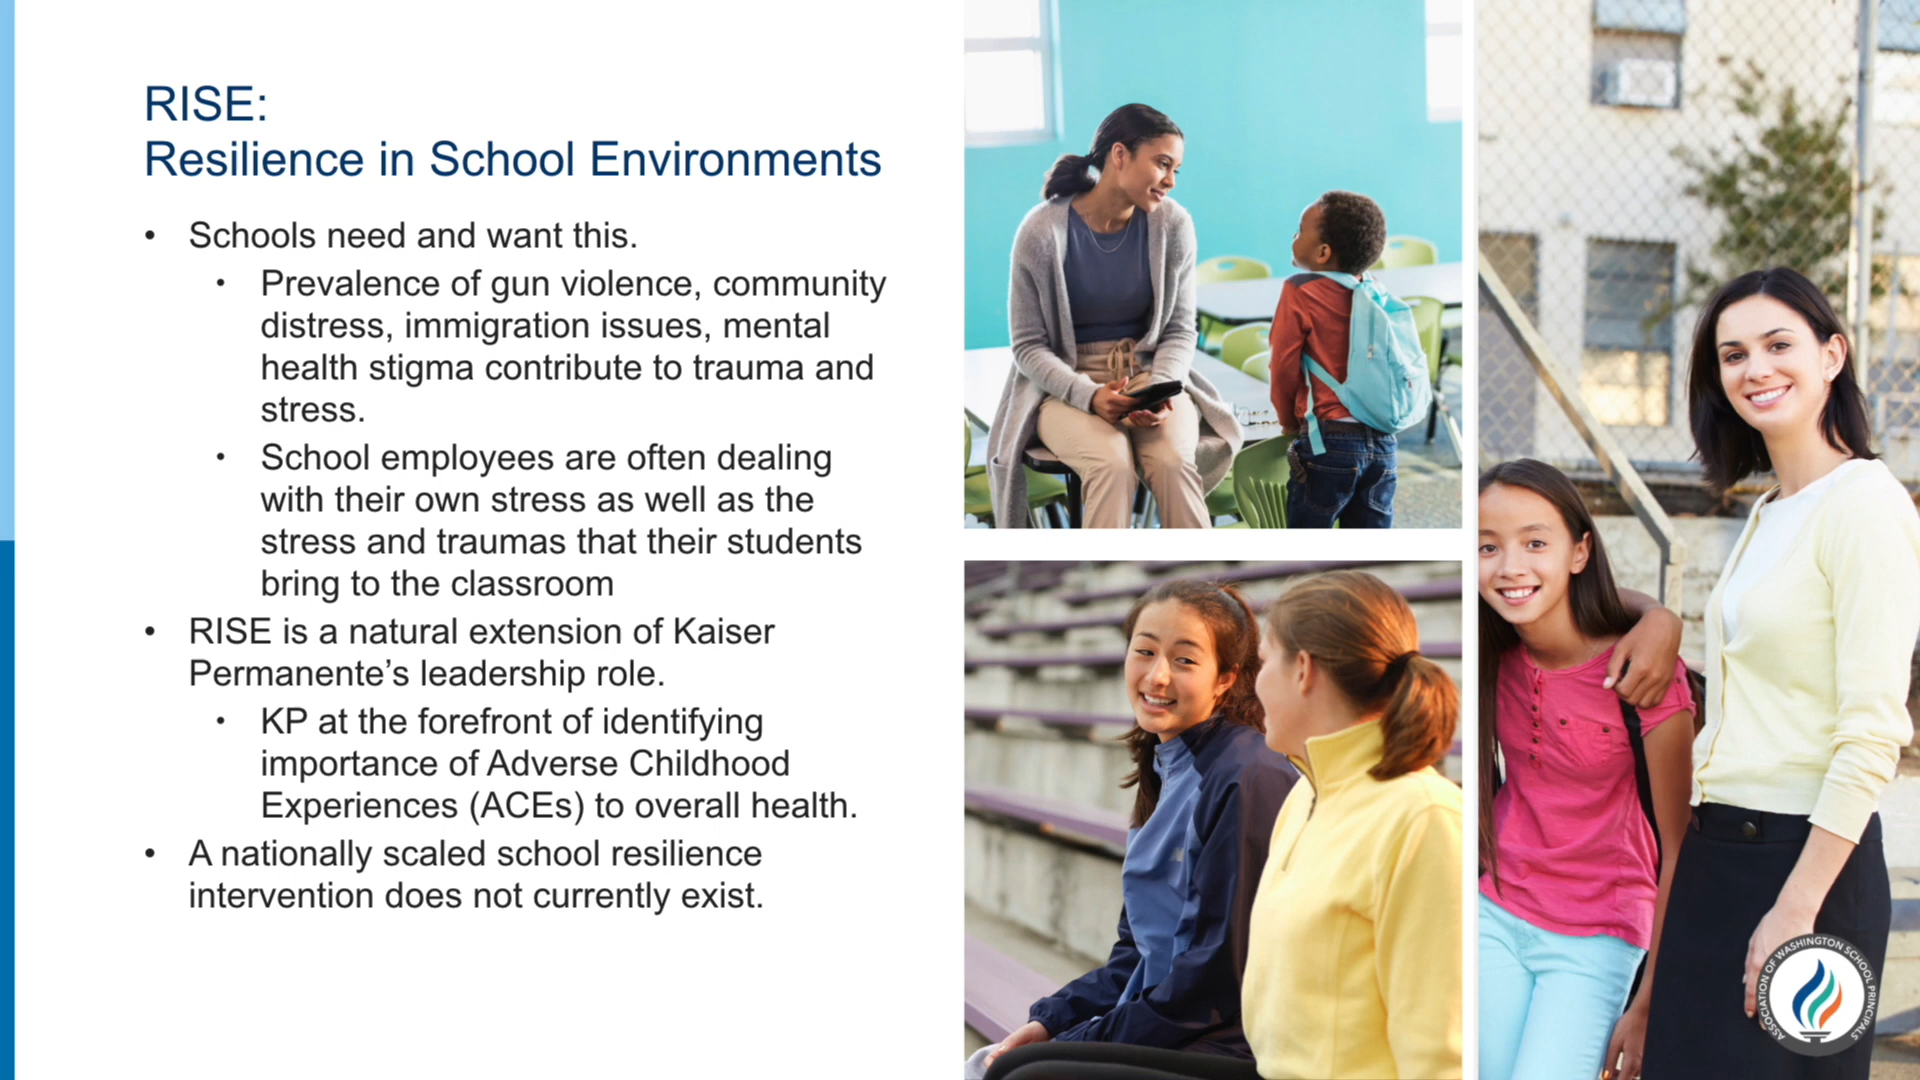 RISE:
Resilience in School Environments
• Schools need and want this.
• Prevalence of gun violence, community
distress, immigration issues, mental
health stigma contribute to trauma and
stress.
• School employees are often dealing
with their own stress as well as the
stress and traumas that their students
bring to the classroom
• RISE is a natural extension of Kaiser
Permanente’s leadership role.
• KP at the forefront of identifying
importance of Adverse Childhood
Experiences (ACEs) to overall health.
• A nationally scaled school resilience
intervention does not currently exist.
ASSOCIATION OF WASHINGTON SCHOOL PRINCIPALS